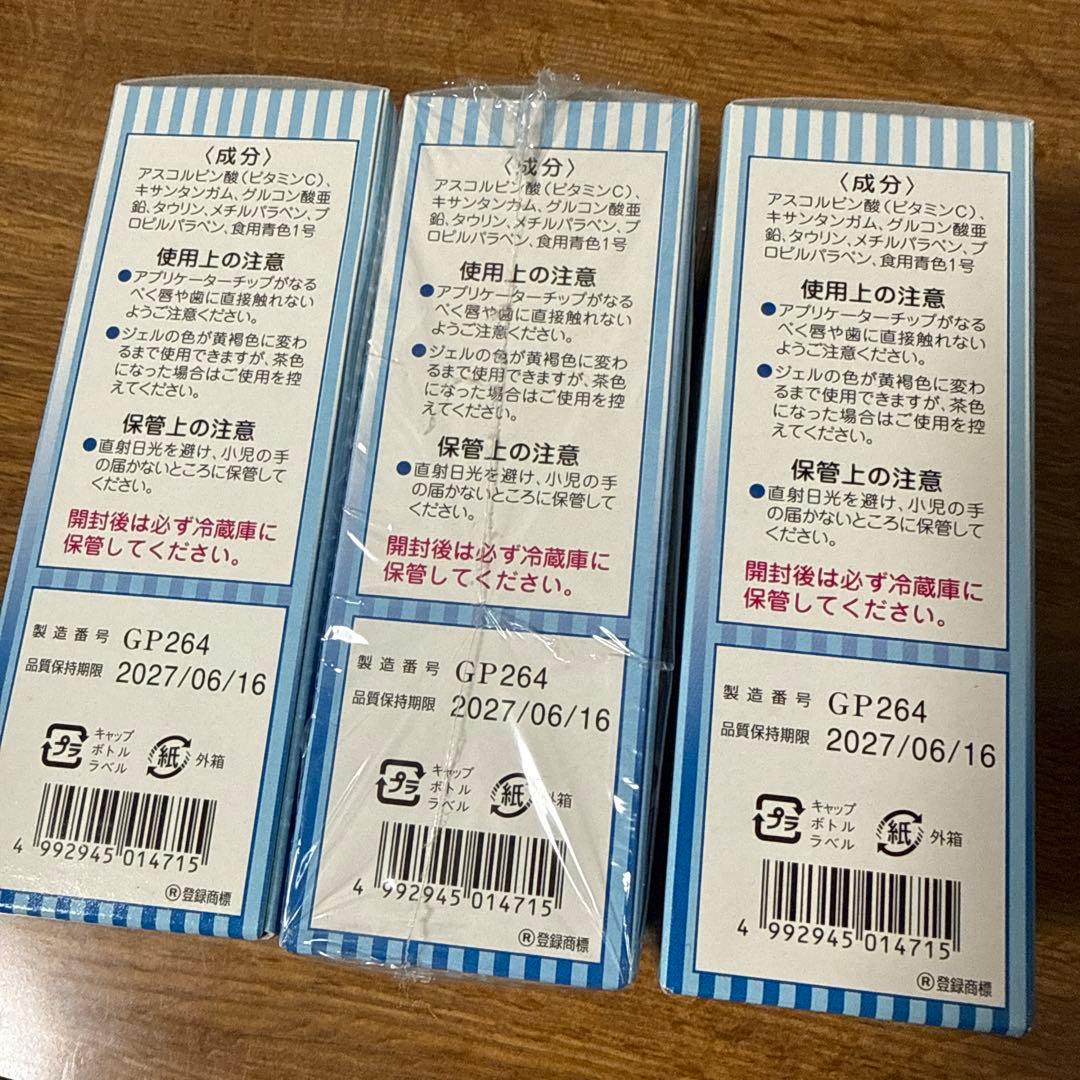 〈成分〉
アスコルビン酸(ビタミンC)、
キサンタンガム、グルコン酸亜
鉛、タウリン、メチルパラベン、プ
ロピルパラベン、食用青色1号
使用上の注意
●アプリケーターチップがなる
べく唇や歯に直接触れない
ようご注意ください。
●ジェルの色が黄褐色に変わ
るまで使用できますが、茶色
になった場合はご使用を控
えてください。
保管上の注意
●直射日光を避け、小児の手
の届かないところに保管して
ください。
開封後は必ず冷蔵庫に
保管してください。
製造番号 GP264
品質保持期限 2027/06/16
プラ キャップ
ボトル
ラベル
紙 外箱
4 992945 014715
®登録商標
〈成分〉
アスコルビン酸(ビタミンC)、
キサンタンガム、グルコン酸亜
鉛、タウリン、メチルパラベン、プ
ロピルパラベン、食用青色1号
使用上の注意
●アプリケーターチップがなる
べく唇や歯に直接触れない
ようご注意ください。
●ジェルの色が黄褐色に変わ
るまで使用できますが、茶色
になった場合はご使用を控
えてください。
保管上の注意
●直射日光を避け、小児の手
の届かないところに保管して
ください。
開封後は必ず冷蔵庫に
保管してください。
製造番号 GP264
品質保持期限 2027/06/16
プラ キャップ
ボトル
ラベル
紙 外箱
4 992945 014715
®登録商標
〈成分〉
アスコルビン酸(ビタミンC)、
キサンタンガム、グルコン酸亜
鉛、タウリン、メチルパラベン、プ
ロピルパラベン、食用青色1号
使用上の注意
●アプリケーターチップがなる
べく唇や歯に直接触れない
ようご注意ください。
●ジェルの色が黄褐色に変わ
るまで使用できますが、茶色
になった場合はご使用を控
えてください。
保管上の注意
●直射日光を避け、小児の手
の届かないところに保管して
ください。
開封後は必ず冷蔵庫に
保管してください。
製造番号 GP264
品質保持期限 2027/06/16
プラ キャップ
ボトル
ラベル
紙 外箱
4 992945 014715
®登録商標